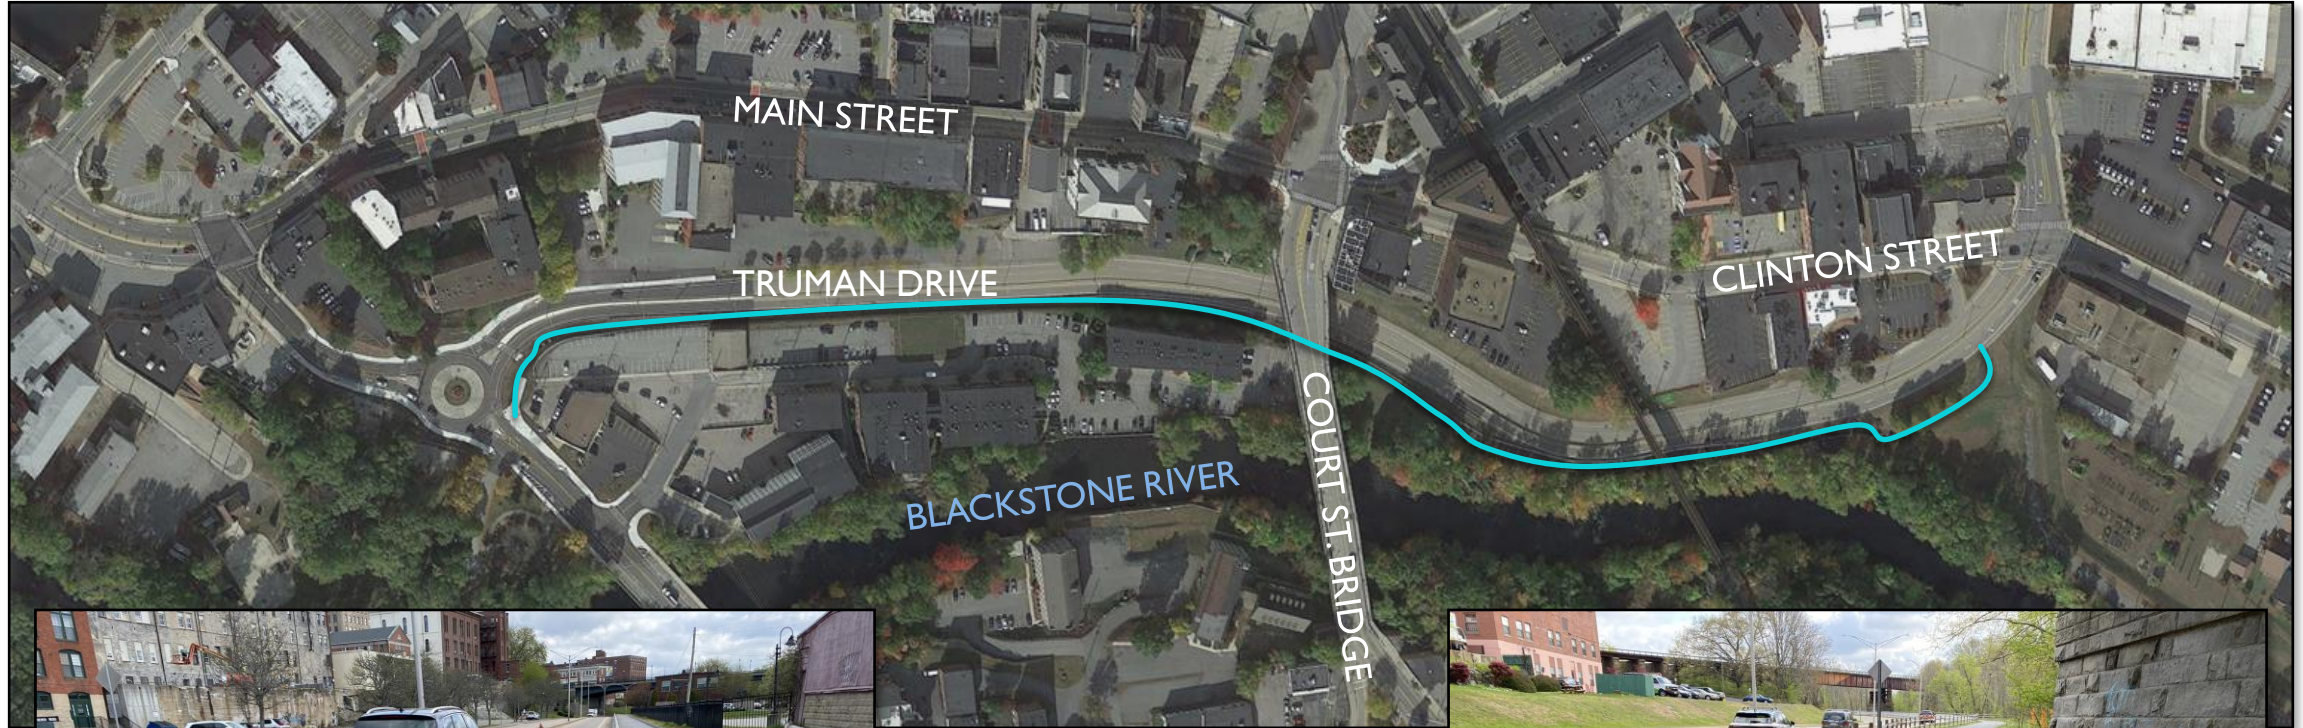 MAIN STREET
TRUMAN DRIVE
CLINTON STREET
BLACKSTONE RIVER
COURT ST. BRIDGE